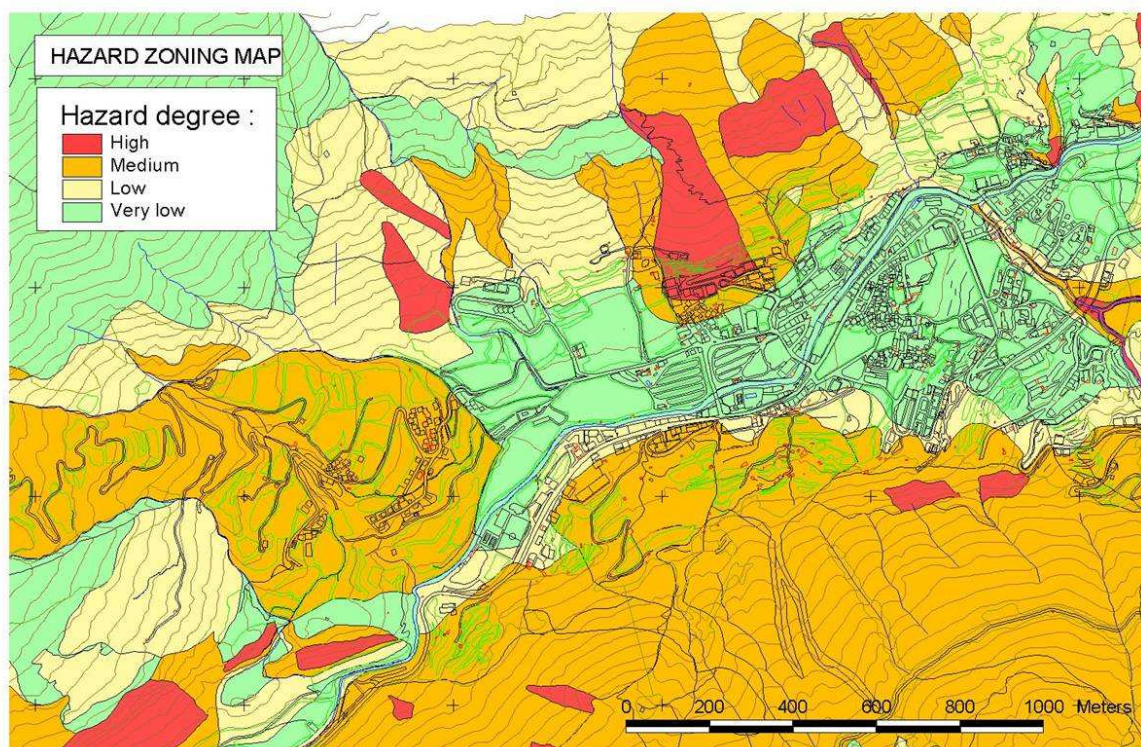 HAZARD ZONING MAP
Hazard degree :
High
Medium
Low
Very low
0 200 400 600 800 1000 Meters